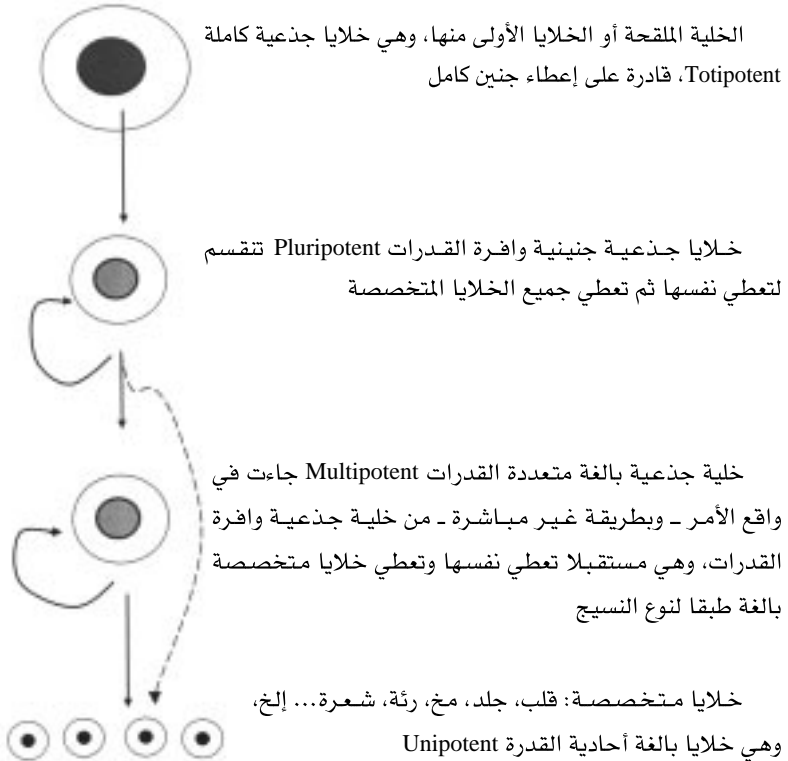 الخلية الملقحة أو الخلايا الأولى منها، وهي خلايا جذعية كاملة
Totipotent، قادرة على إعطاء جنين كامل
خلايا جذعية جنينية وافرة القدرات Pluripotent تنقسم
لتعطي نفسها ثم تعطي جميع الخلايا المتخصصة
خلية جذعية بالغة متعددة القدرات Multipotent جاءت في
واقع الأمر ـ وبطريقة غير مباشرة ـ من خلية جذعية وافرة
القدرات، وهي مستقبلا تعطي نفسها وتعطي خلايا متخصصة
بالغة طبقا لنوع النسيج
خلايا متخصصة: قلب، جلد، مخ، رئة، شعرة... إلخ،
وهي خلايا بالغة أحادية القدرة Unipotent